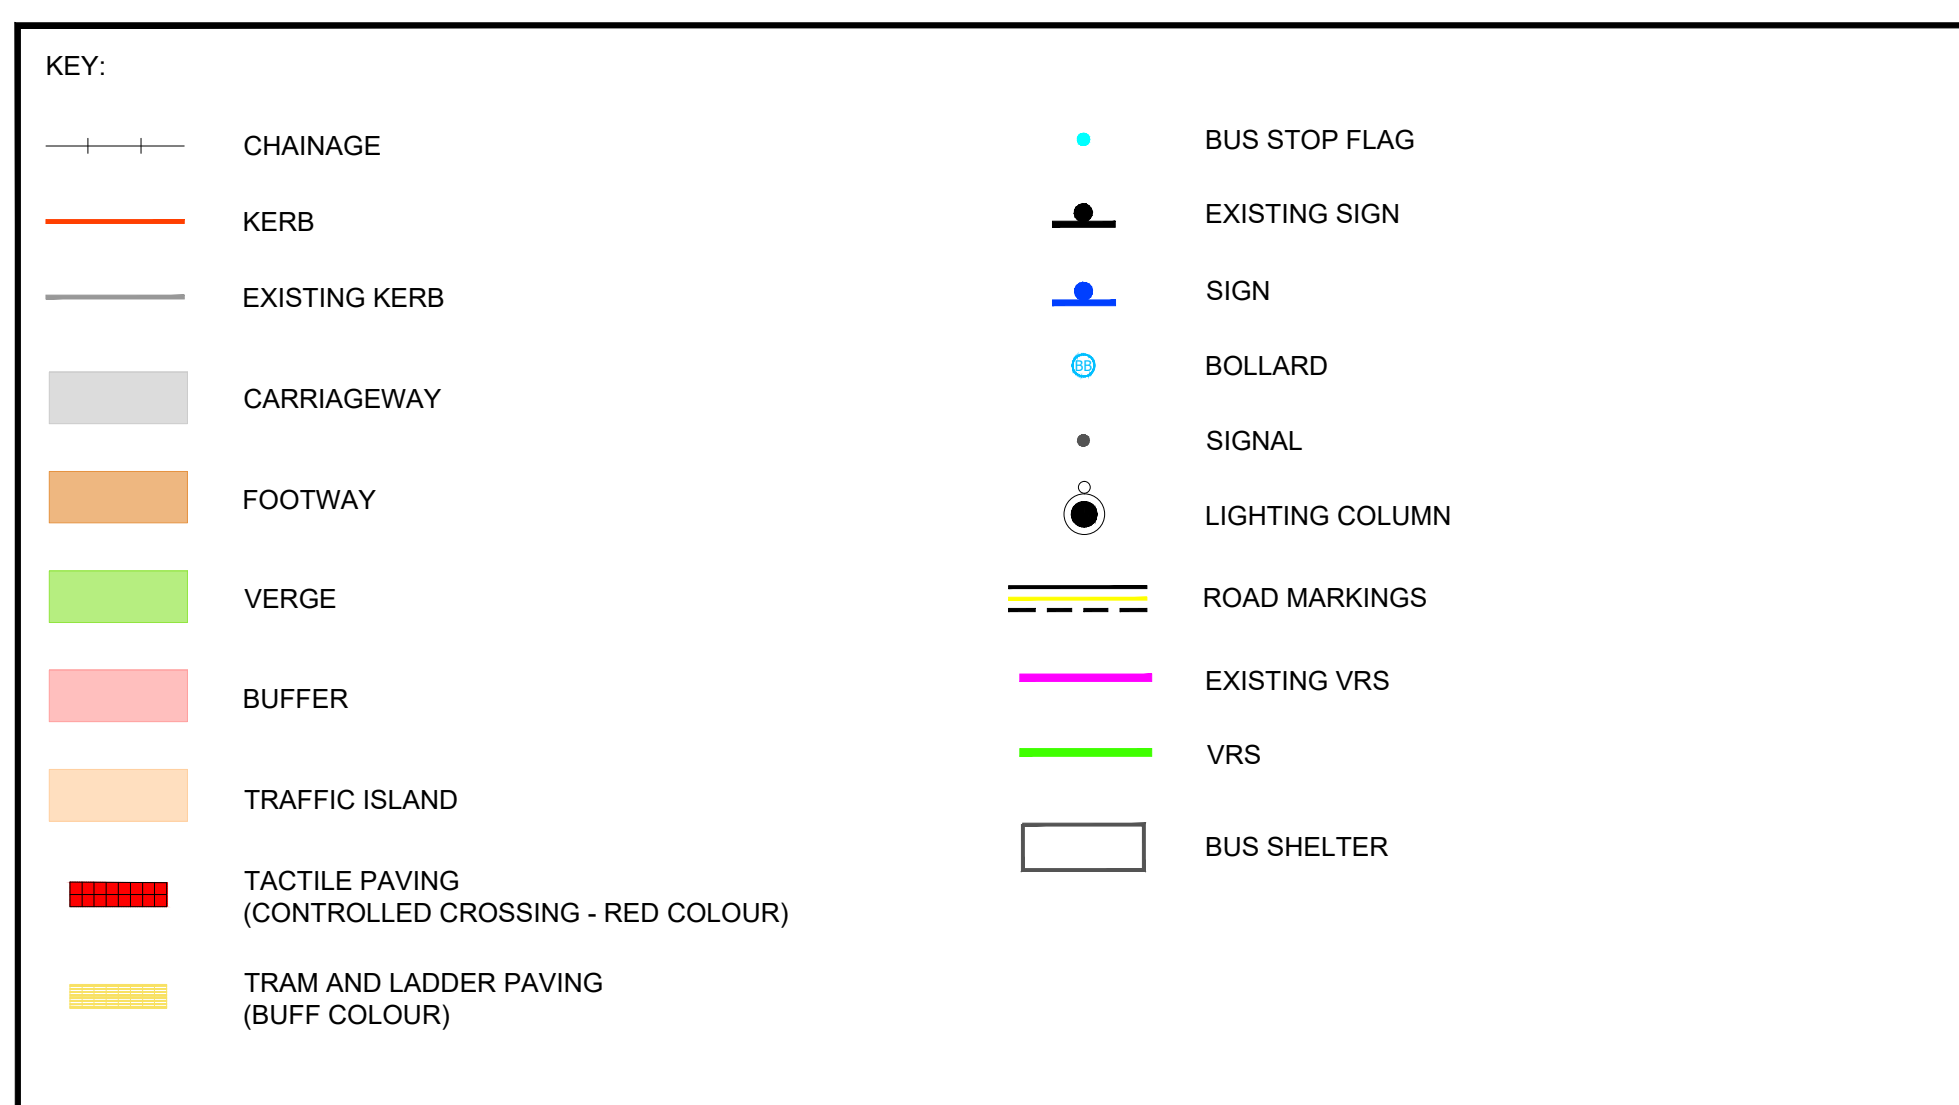 KEY:
CHAINAGE
KERB
EXISTING KERB
CARRIAGEWAY
FOOTWAY
VERGE
BUFFER
TRAFFIC ISLAND
TACTILE PAVING
(CONTROLLED CROSSING - RED COLOUR)
TRAM AND LADDER PAVING
(BUFF COLOUR)
BUS STOP FLAG
EXISTING SIGN
SIGN
BB
BOLLARD
SIGNAL
LIGHTING COLUMN
ROAD MARKINGS
EXISTING VRS
VRS
BUS SHELTER